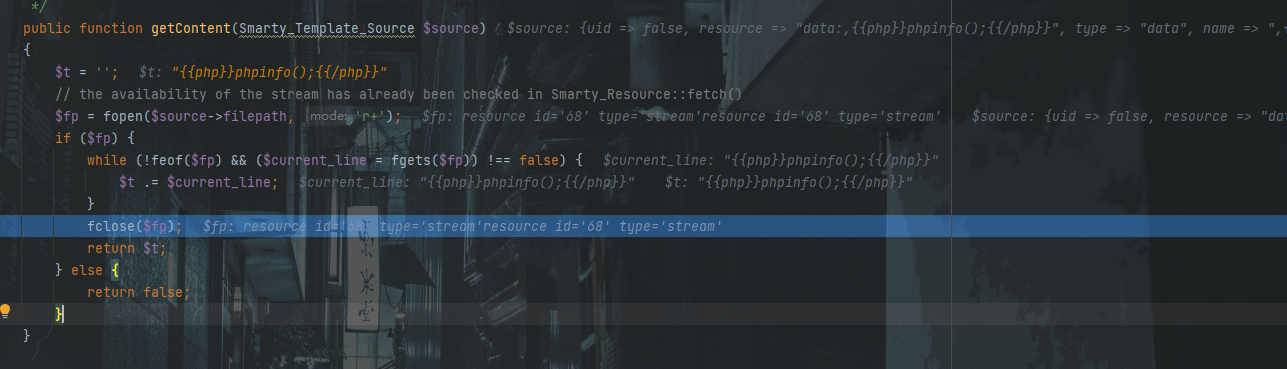 */
public function getContent(Smarty_Template_Source $source) $source: {uid => false, resource => "data:,{{php}}phpinfo();{{/php}}", type => "data", name => ",{
{
$t = ''; $t: "{{php}}phpinfo();{{/php}}"
// the availability of the stream has already been checked in Smarty_Resource::fetch()
$fp = fopen($source->filepath, mode: 'r+'); $fp: resource id='68' type='stream'resource id='68' type='stream' $source: {uid => false, resource => "dat
if ($fp) {
while (!feof($fp) && ($current_line = fgets($fp)) !== false) { $current_line: "{{php}}phpinfo();{{/php}}"
$t .= $current_line; $current_line: "{{php}}phpinfo();{{/php}}" $t: "{{php}}phpinfo();{{/php}}"
}
fclose($fp); $fp: resource id='68' type='stream'resource id='68' type='stream'
return $t;
} else {
return false;
}
}